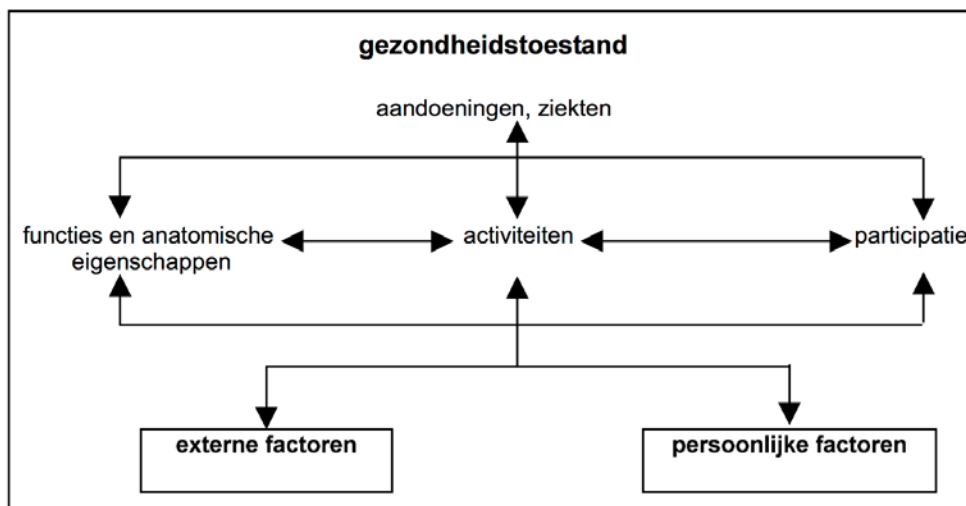 gezondheidstoestand
aandoeningen, ziekten
functies en anatomische
eigenschappen
activiteiten
participatie
externe factoren
persoonlijke factoren